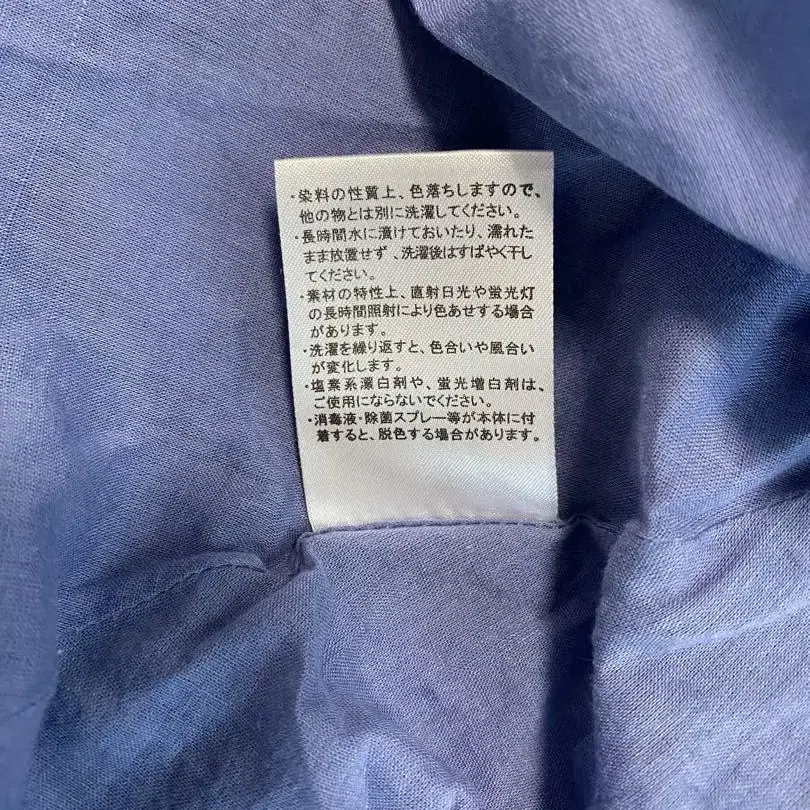 ・染料の性質上、色落ちしますので、
他の物とは別に洗濯してください。
・長時間水に漬けておいたり、濡れた
まま放置せず、洗濯後はすばやく干し
てください。
・素材の特性上、直射日光や蛍光灯
の長時間照射により色あせする場合
があります。
・洗濯を繰り返すと、色合いや風合い
が変化します。
・塩素系漂白剤や、蛍光増白剤は、
ご使用にならないでください。
・消毒液・除菌スプレー等が本体に付
着すると、脱色する場合があります。